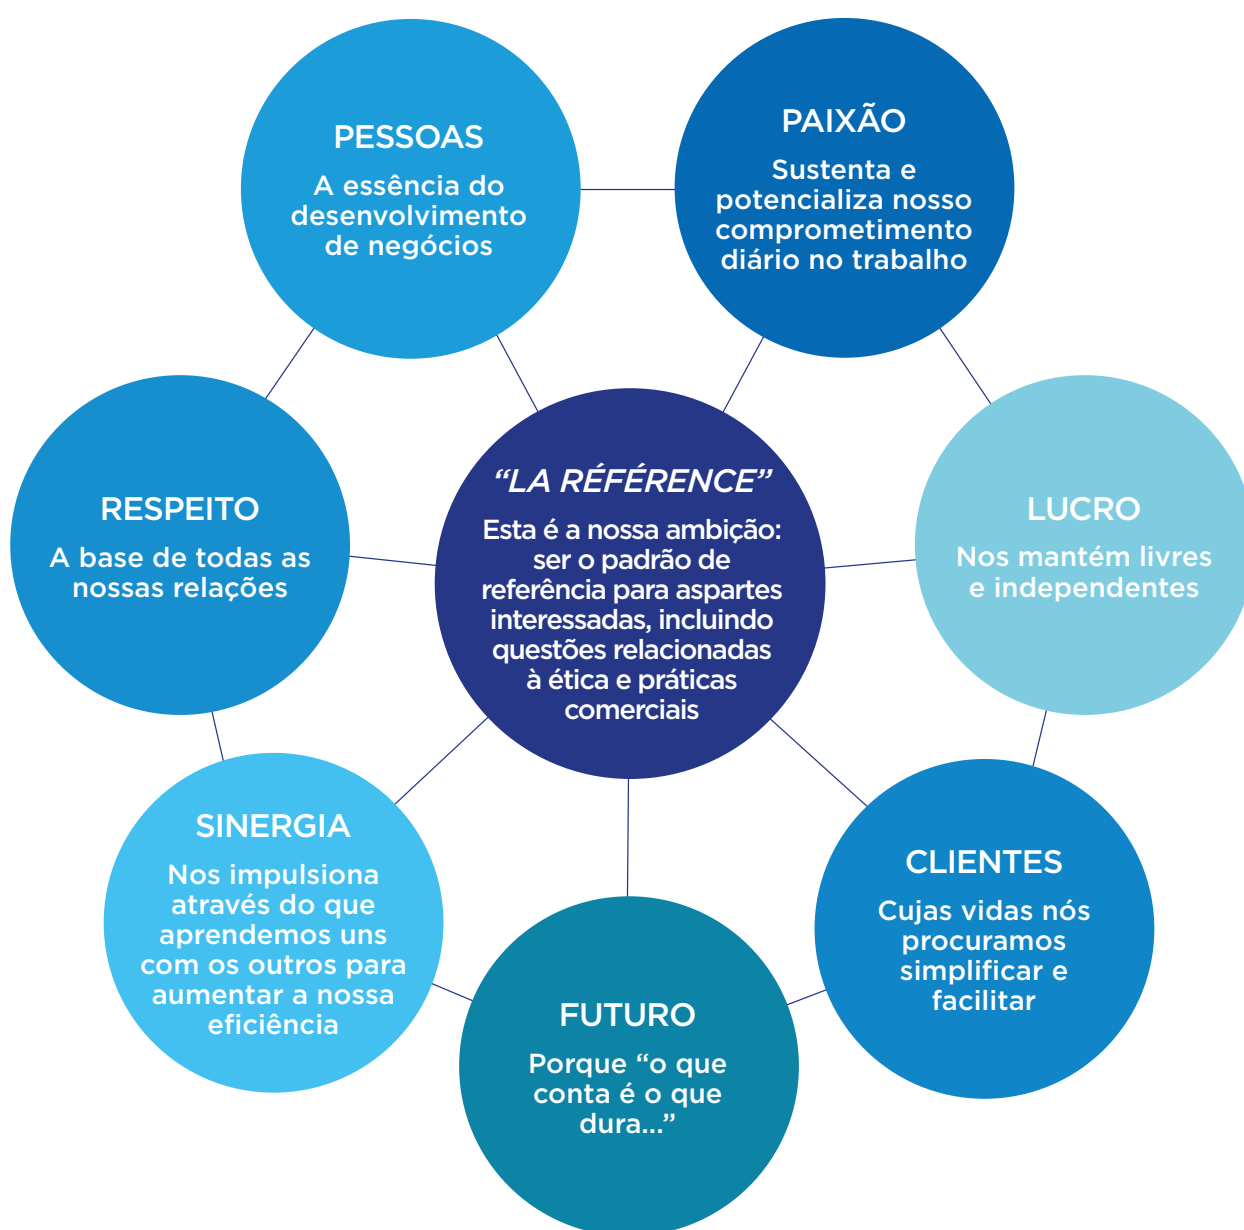 PESSOAS
A essência do
desenvolvimento
de negócios
PAIXÃO
Sustenta e
potencializa nosso
comprometimento
diário no trabalho
RESPEITO
A base de todas as
nossas relações
“LA RÉFÉRENCE”
Esta é a nossa ambição:
ser o padrão de
referência para aspartes
interessadas, incluindo
questões relacionadas
à ética e práticas
comerciais
LUCRO
Nos mantém livres
e independentes
SINERGIA
Nos impulsiona
através do que
aprendemos uns
com os outros para
aumentar a nossa
eficiência
FUTURO
Porque “o que
conta é o que
dura...”
CLIENTES
Cujas vidas nós
procuramos
simplificar e
facilitar